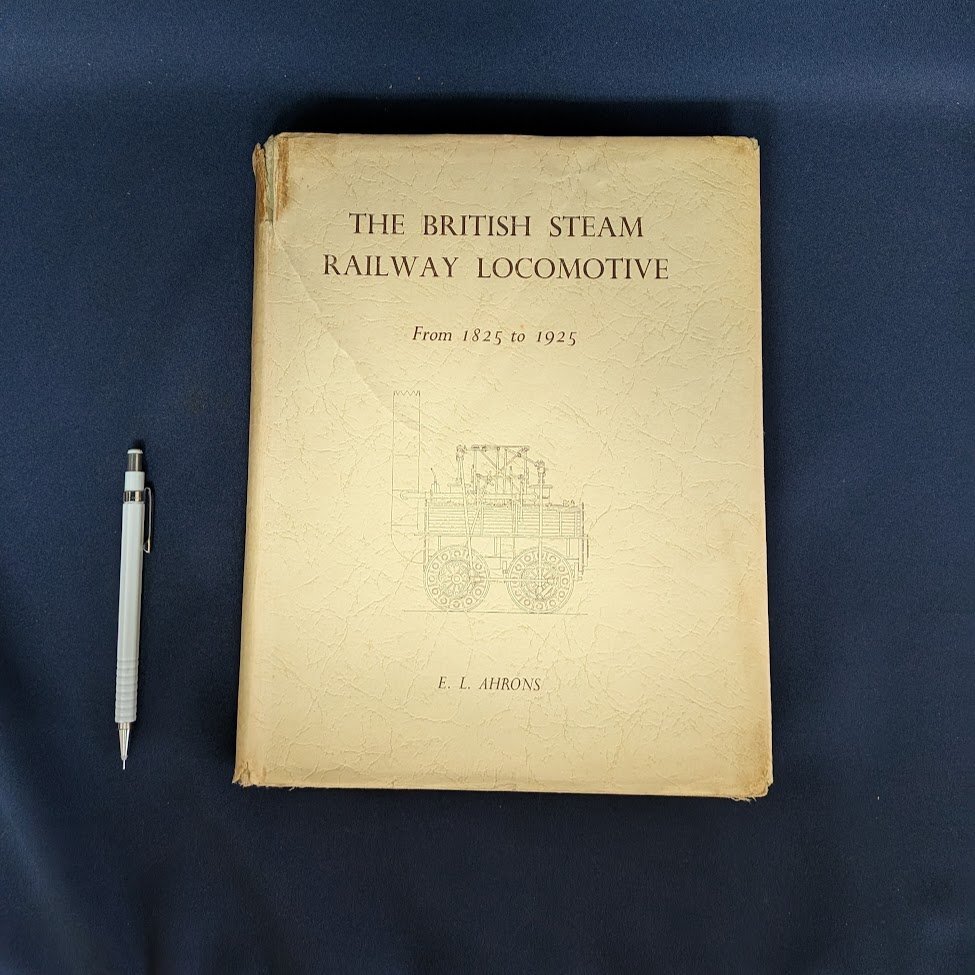 THE BRITISH STEAM
RAILWAY LOCOMOTIVE
From 1825 to 1925
E. L. AHRONS